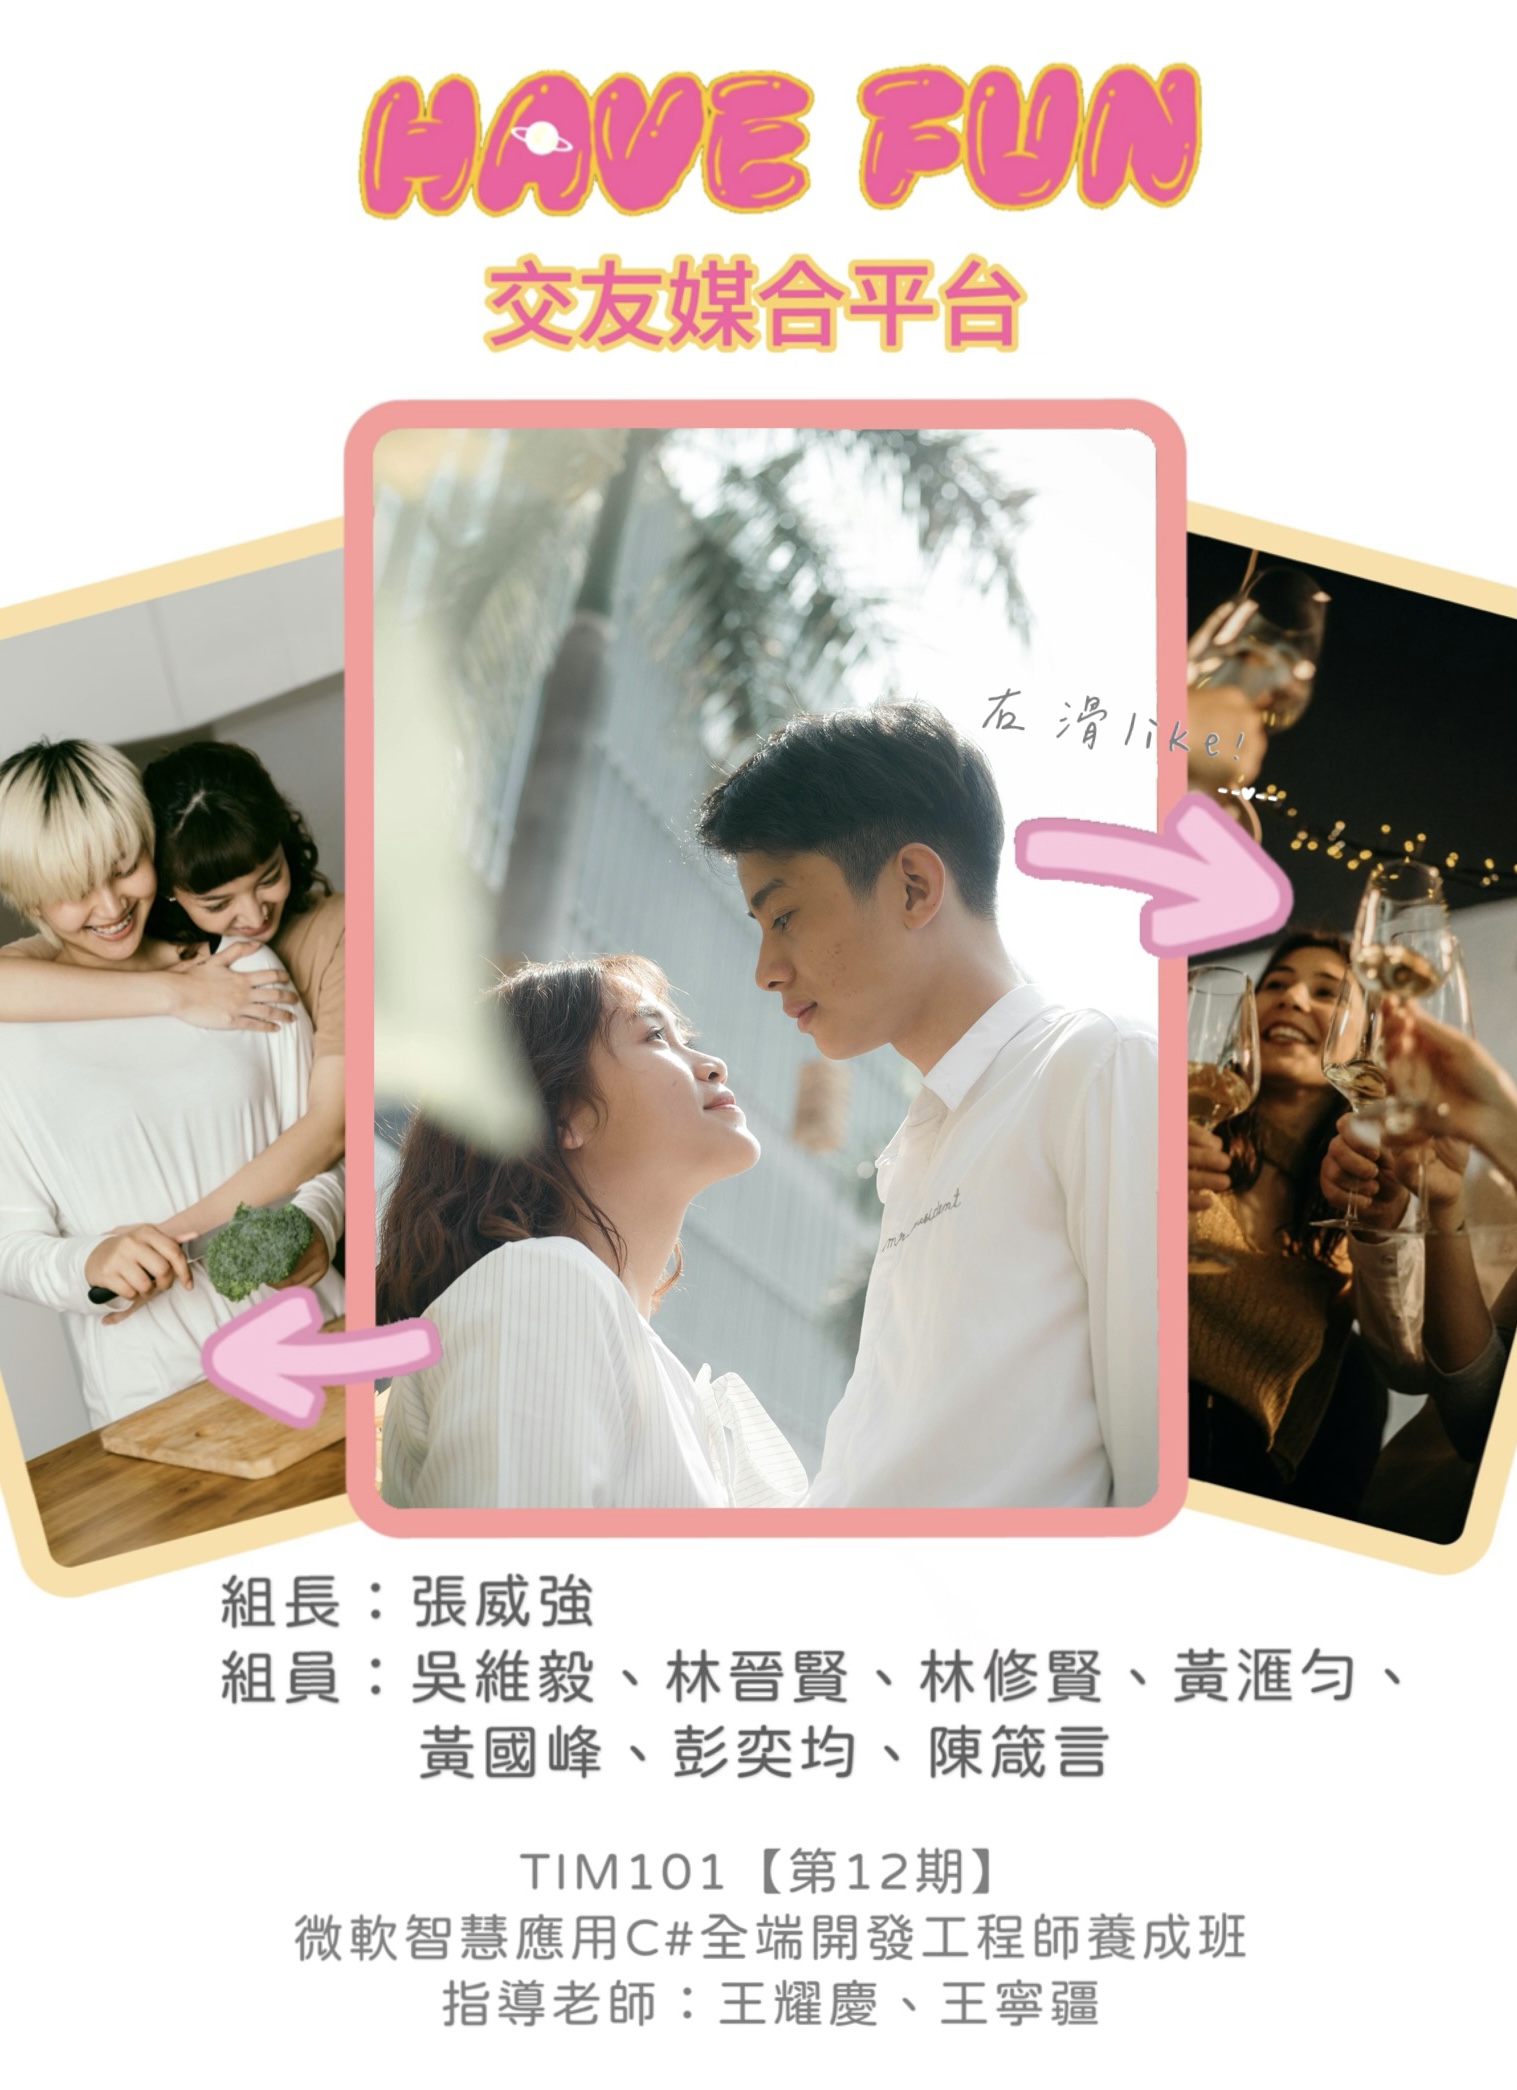 HAVE FUN
交友媒合平台
右滑like!
mr. president
組長：張威強
組員：吳維毅、林晉賢、林修賢、黃滙勻、
黃國峰、彭奕均、陳箴言
TIM101【第12期】
微軟智慧應用C#全端開發工程師養成班
指導老師：王耀慶、王寧疆